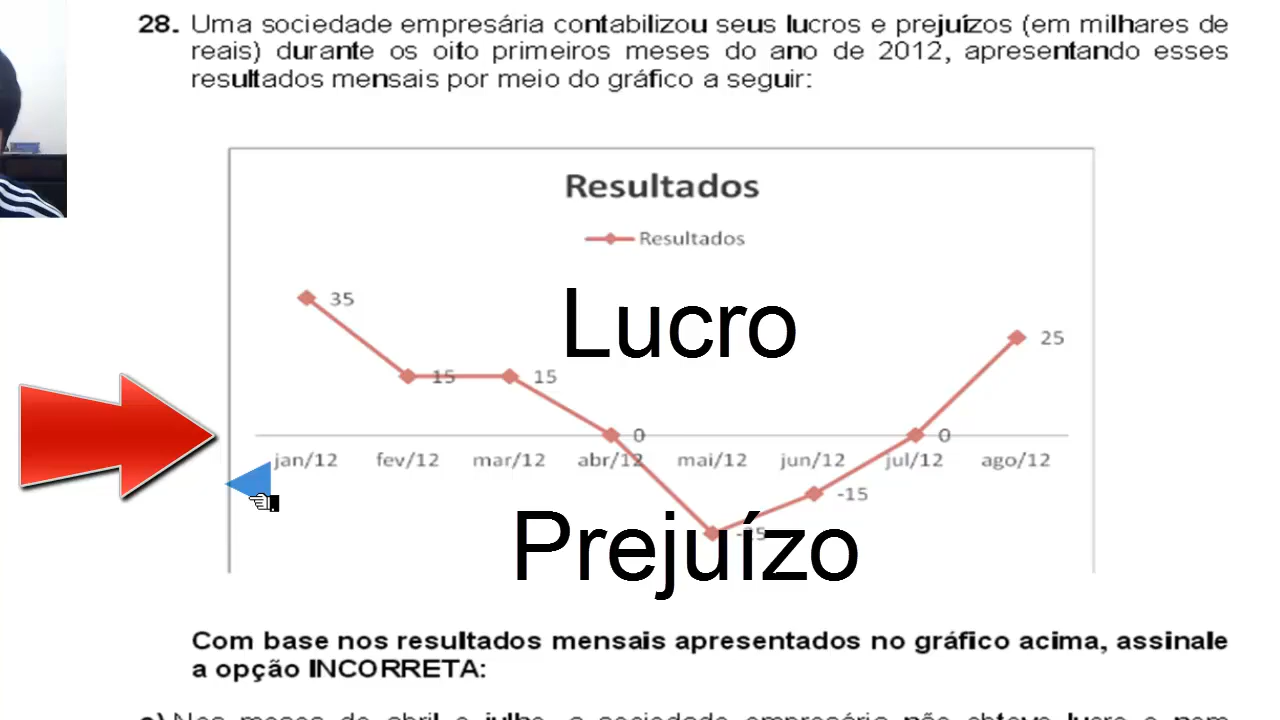 28. Uma sociedade empresária contabilizou seus lucros e prejuízos (em milhares de
reais) durante os oito primeiros meses do ano de 2012, apresentando esses
resultados mensais por meio do gráfico a seguir:
Resultados
Resultados
35
Lucro
25
15
15
0
0
jan/12 fev/12 mar/12 abr/12 mai/12 jun/12 jul/12 ago/12
-15
Prejuízo
Com base nos resultados mensais apresentados no gráfico acima, assinale
a opção INCORRETA: